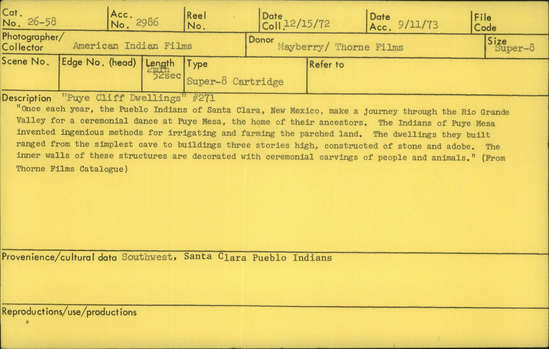 Cat. No. 26-58 Acc. No. 2986 Reel No. Date Coll. 12/15/72 Date Acc. 9/11/73 File Code
Photographer/Collector American Indian Films Donor Mayberry/ Thorne Films Size Super-8
Scene No. Edge No. (head) Length 52sec Type Super-8 Cartridge Refer to
Description "Puye Cliff Dwellings" #271
"Once each year, the Pueblo Indians of Santa Clara, New Mexico, make a journey through the Rio Grande
Valley for a ceremonial dance at Puye Mesa, the home of their ancestors. The Indians of Puye Mesa
invented ingenious methods for irrigating and farming the parched land. The dwellings they built
ranged from the simplest cave to buildings three stories high, constructed of stone and adobe. The
inner walls of these structures are decorated with ceremonial carvings of people and animals." (From
Thorne Films Catalogue)
Provenience/cultural data Southwest, Santa Clara Pueblo Indians
Reproductions/use/productions